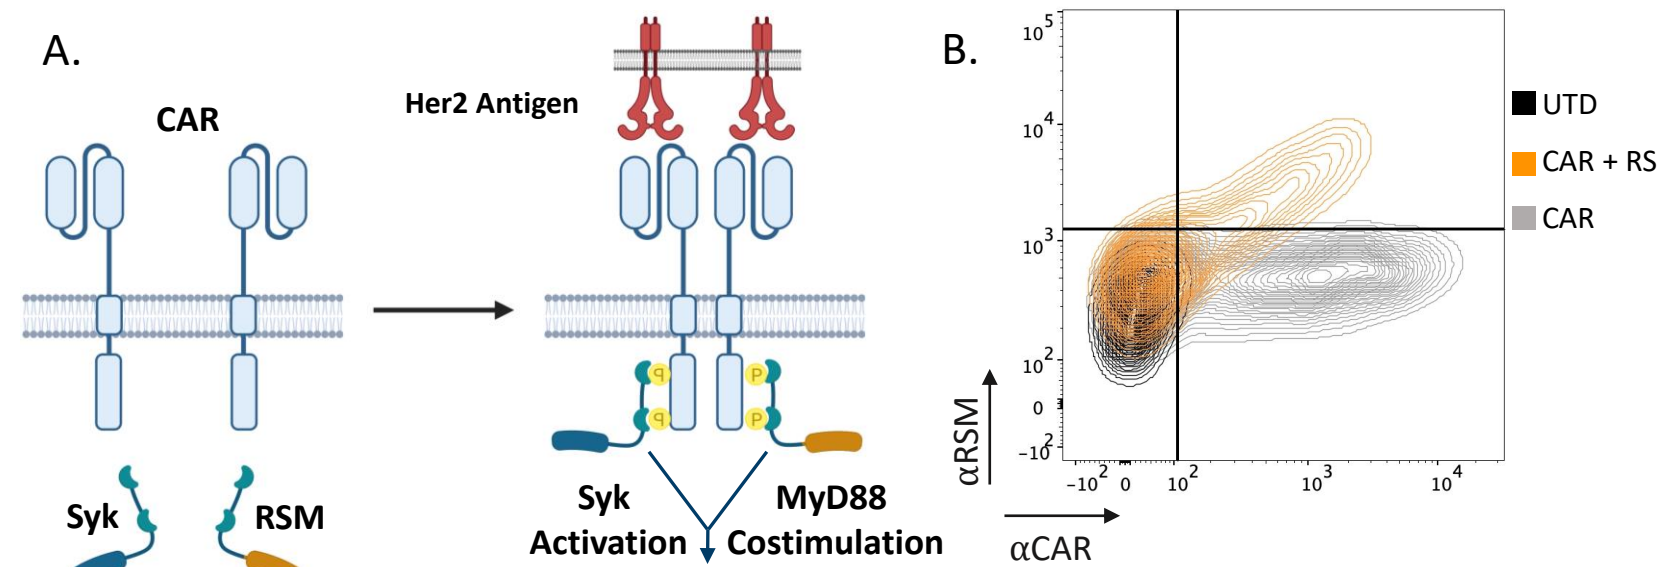 A.
CAR
Her2 Antigen
P
P
P
P
Syk
RSM
Syk
Activation
MyD88
Costimulation
B.
10^5
10^4
10^3
10^2
0
-10^2
αRSM
-10^2 0 10^2 10^3 10^4
αCAR
UTD
CAR + RS
CAR